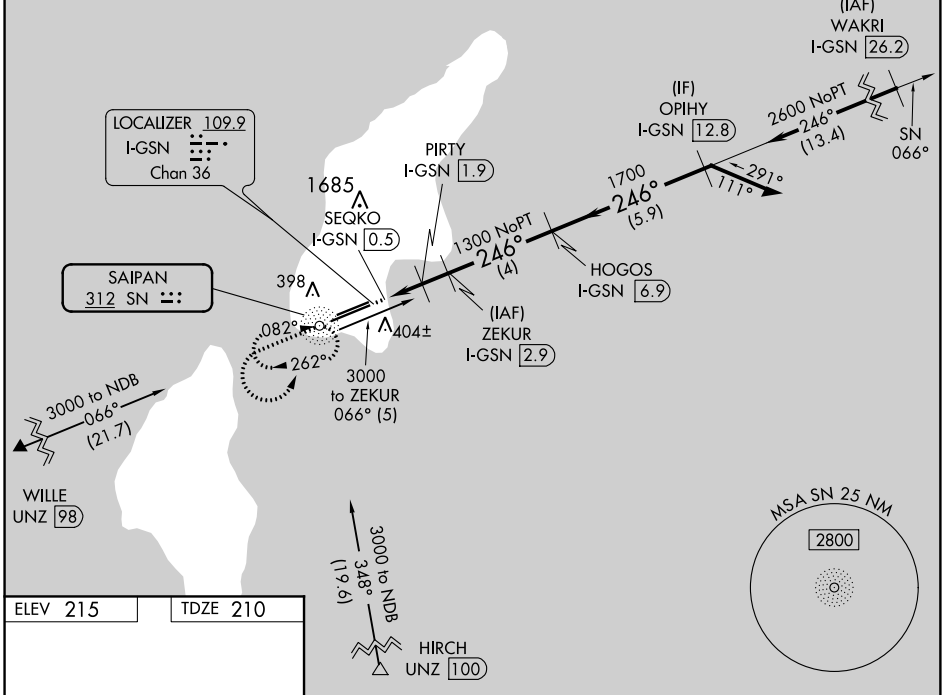 (IAF)
WAKRI
I-GSN 26.2
(IF)
OPIHY
I-GSN 12.8
2600 NoPT
246°
(13.4)
SN
066°
LOCALIZER 109.9
I-GSN
Chan 36
PIRTY
I-GSN 1.9
291°
111°
1700
246°
(5.9)
1685
SEQKO
I-GSN 0.5
1300 NoPT
246°
(4)
HOGOS
I-GSN 6.9
SAIPAN
312 SN
398
(IAF)
ZEKUR
I-GSN 2.9
082°
404±
262°
3000
to ZEKUR
066° (5)
3000 to NDB
066°
(21.7)
WILLE
UNZ 98
MSA SN 25 NM
2800
3000 to NDB
348°
(19.6)
HIRCH
UNZ 100
ELEV 215
TDZE 210